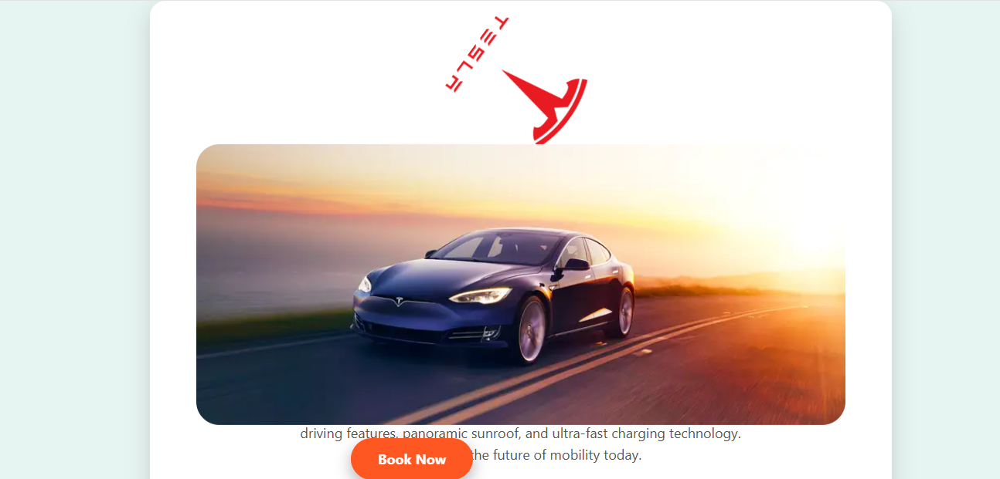 TESLA
driving features, panoramic sunroof, and ultra-fast charging technology.
the future of mobility today.
Book Now